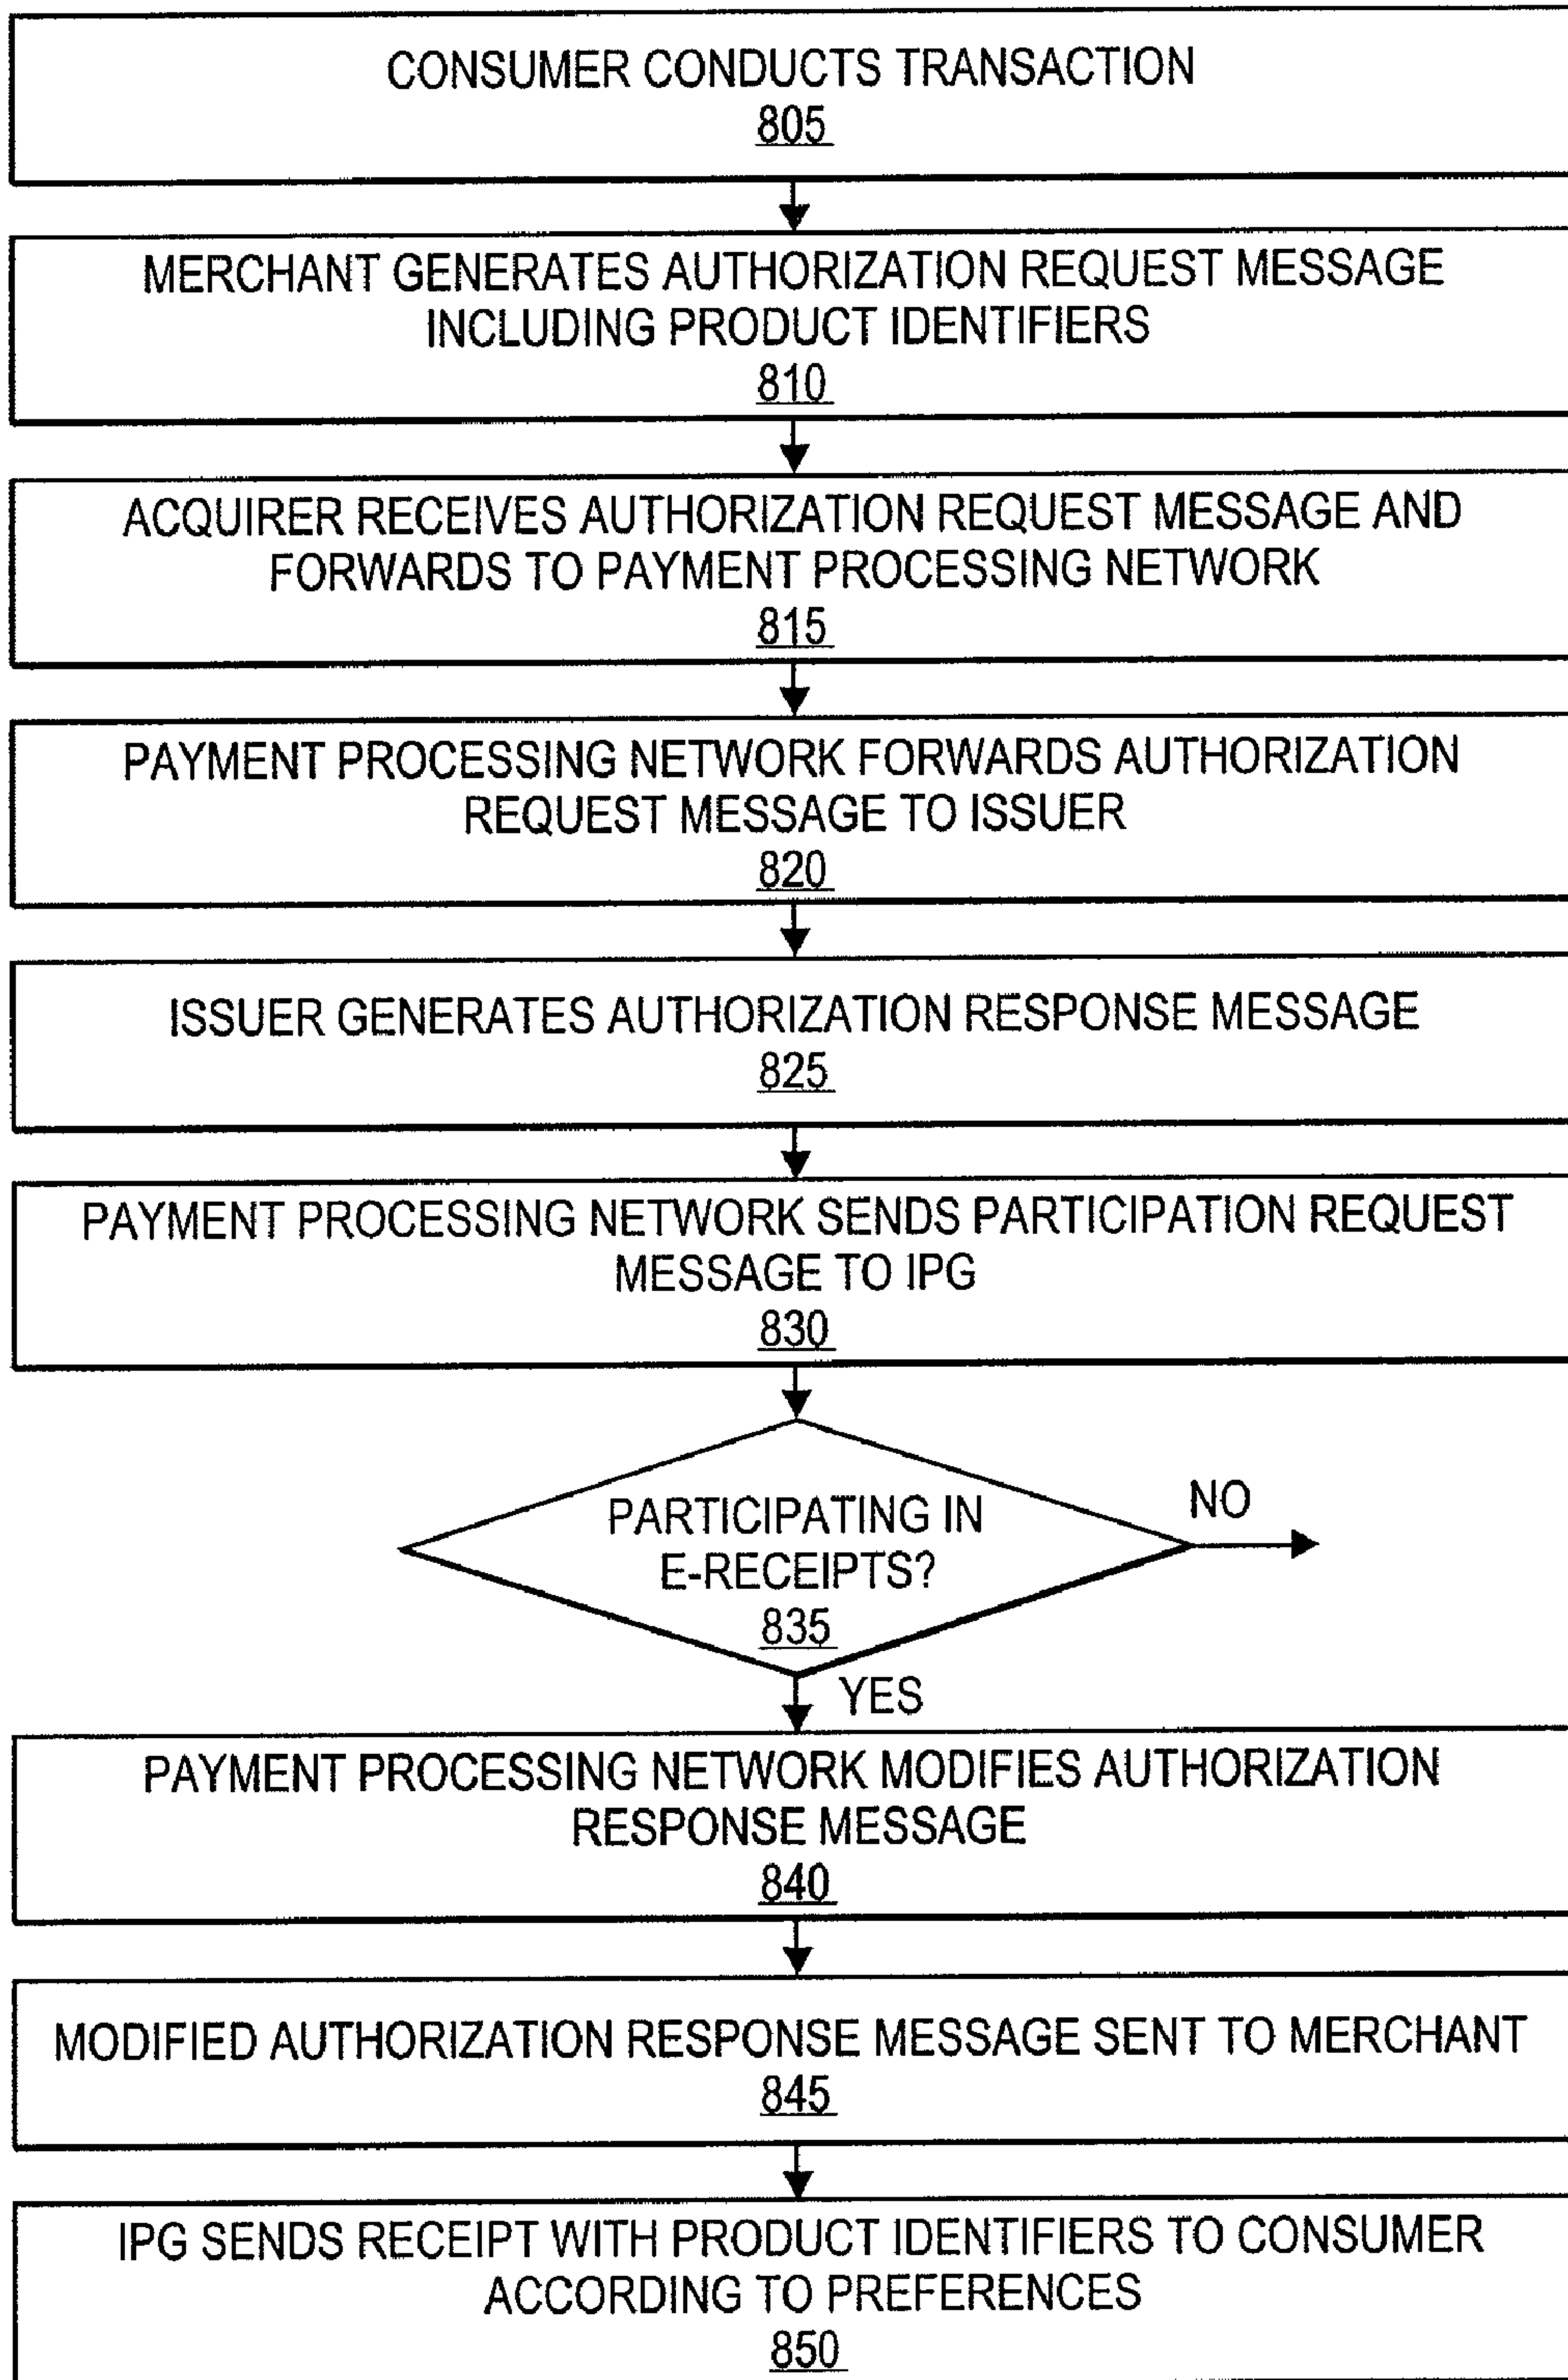 CONSUMER CONDUCTS TRANSACTION
805
MERCHANT GENERATES AUTHORIZATION REQUEST MESSAGE
INCLUDING PRODUCT IDENTIFIERS
810
ACQUIRER RECEIVES AUTHORIZATION REQUEST MESSAGE AND
FORWARDS TO PAYMENT PROCESSING NETWORK
815
PAYMENT PROCESSING NETWORK FORWARDS AUTHORIZATION
REQUEST MESSAGE TO ISSUER
820
ISSUER GENERATES AUTHORIZATION RESPONSE MESSAGE
825
PAYMENT PROCESSING NETWORK SENDS PARTICIPATION REQUEST
MESSAGE TO IPG
830
PARTICIPATING IN
E-RECEIPTS?
835
NO
YES
PAYMENT PROCESSING NETWORK MODIFIES AUTHORIZATION
RESPONSE MESSAGE
840
MODIFIED AUTHORIZATION RESPONSE MESSAGE SENT TO MERCHANT
845
IPG SENDS RECEIPT WITH PRODUCT IDENTIFIERS TO CONSUMER
ACCORDING TO PREFERENCES
850